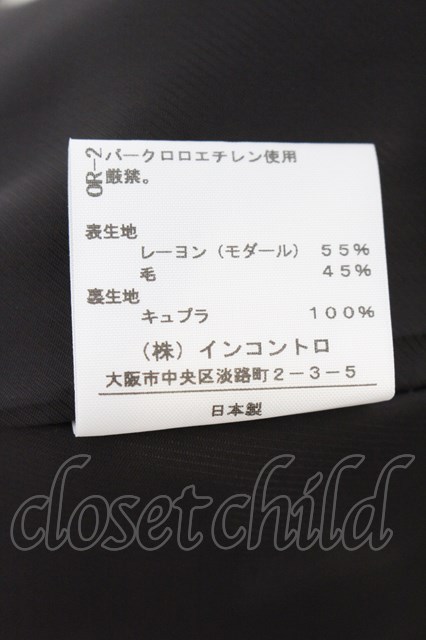 OR-2
パークロロエチレン使用
厳禁。
表生地
レーヨン(モダール) 55%
毛 45%
裏生地
キュプラ 100%
(株)インコントロ
大阪市中央区淡路町2-3-5
日本製
closetchild